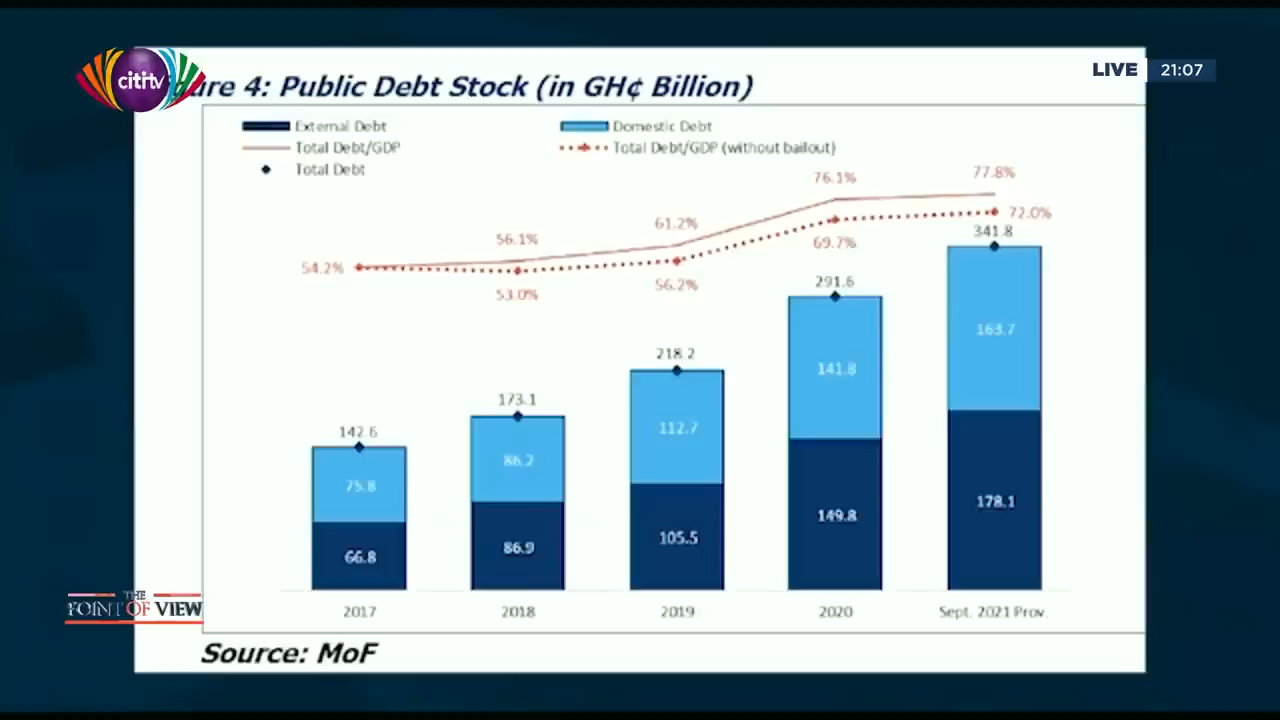 citi tv
LIVE 21:07
ure 4: Public Debt Stock (in GH¢ Billion)
External Debt
Domestic Debt
Total Debt/GDP
Total Debt/GDP (without bailout)
Total Debt
54.2%
56.1%
61.2%
76.1%
77.8%
53.0%
56.2%
69.7%
72.0%
142.6
173.1
218.2
291.6
341.8
75.8
86.2
112.7
141.8
163.7
66.8
86.9
105.5
149.8
178.1
2017
2018
2019
2020
Sept. 2021 Prov.
THE
POINT OF VIEW
Source: MoF